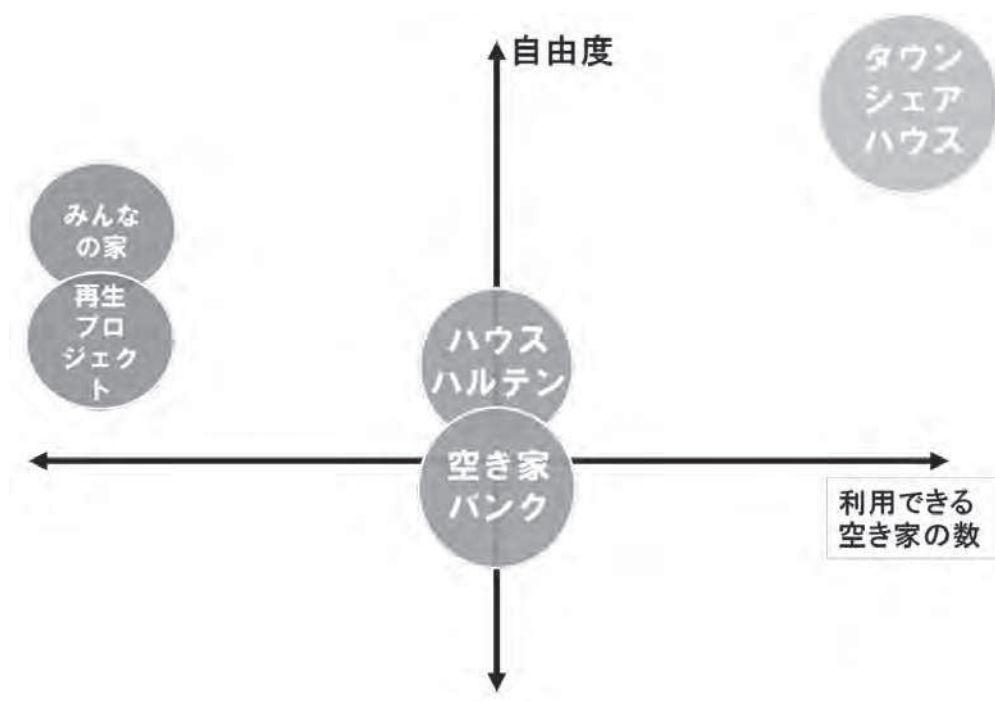 自由度
タウン
シェア
ハウス
みんな
の家
再生
プロ
ジェク
ト
ハウス
ハルテン
空き家
バンク
利用できる
空き家の数